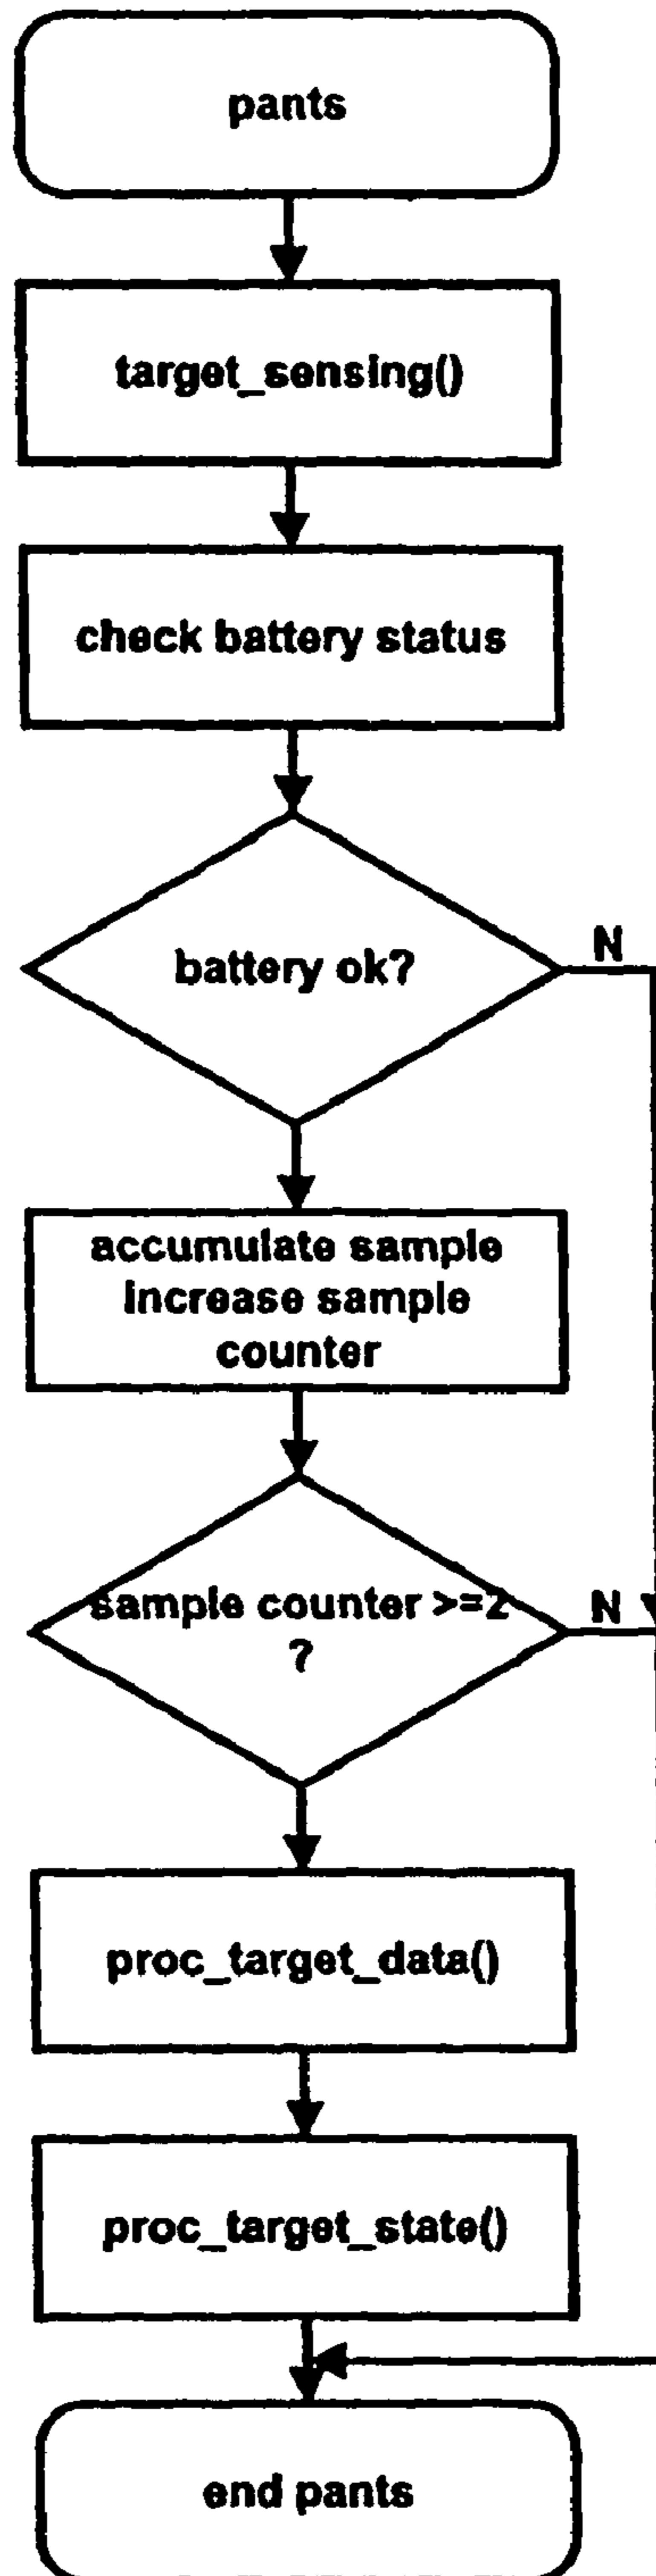 pants
target_sensing()
check battery status
battery ok?
N
accumulate sample
increase sample
counter
sample counter >=2
?
N
proc_target_data()
proc_target_state()
end pants